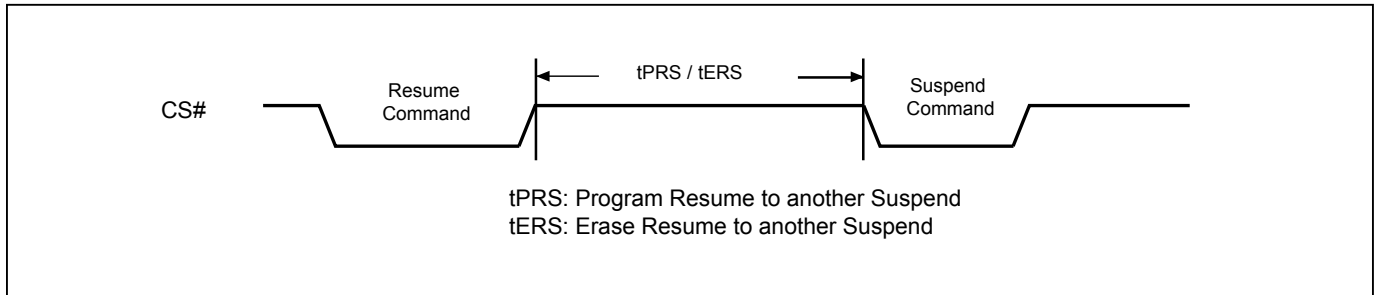 tPRS / tERS
Resume
Command
Suspend
Command
CS#
tPRS: Program Resume to another Suspend
tERS: Erase Resume to another Suspend